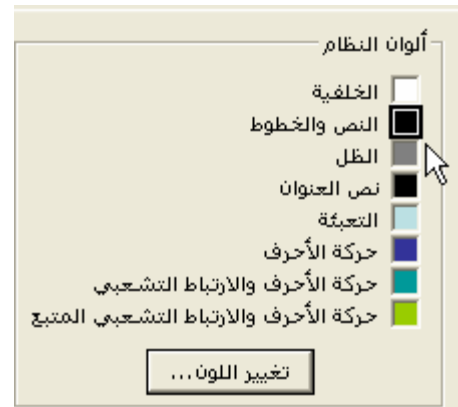 ألوان النظام
الخلفية
النص والخطوط
الظل
نص العنوان
التعبئة
حركة الأحرف
حركة الأحرف والارتباط التشعبي
حركة الأحرف والارتباط التشعبي المتبع
تغيير اللون...